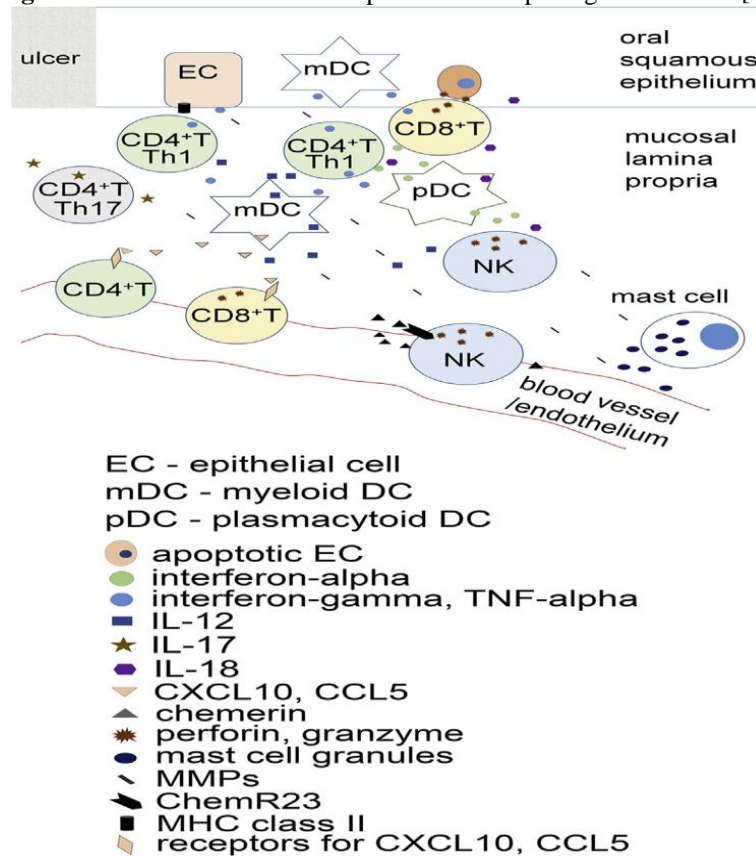 ulcer
EC
mDC
oral
squamous
epithelium
CD4⁺T
Th1
CD4⁺T
Th1
CD8⁺T
mucosal
lamina
propria
CD4⁺T
Th17
mDC
pDC
NK
CD4⁺T
CD8⁺T
mast cell
NK
blood vessel
/endothelium
EC - epithelial cell
mDC - myeloid DC
pDC - plasmacytoid DC
apoptotic EC
interferon-alpha
interferon-gamma, TNF-alpha
IL-12
IL-17
IL-18
CXCL10, CCL5
chemerin
perforin, granzyme
mast cell granules
MMPs
ChemR23
MHC class II
receptors for CXCL10, CCL5